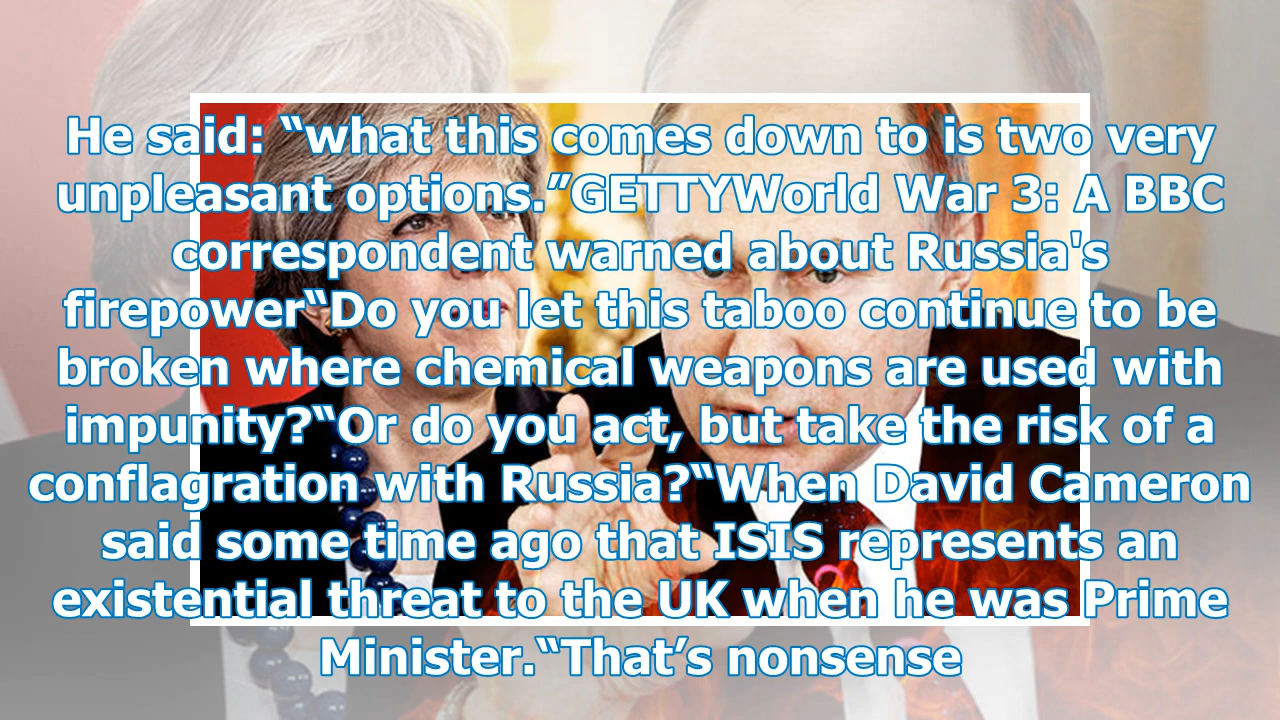 He said: “what this comes down to is two very
unpleasant options.”GETTYWorld War 3: A BBC
correspondent warned about Russia's
firepower“Do you let this taboo continue to be
broken where chemical weapons are used with
impunity?“Or do you act, but take the risk of a
conflagration with Russia?“When David Cameron
said some time ago that ISIS represents an
existential threat to the UK when he was Prime
Minister.“That’s nonsense